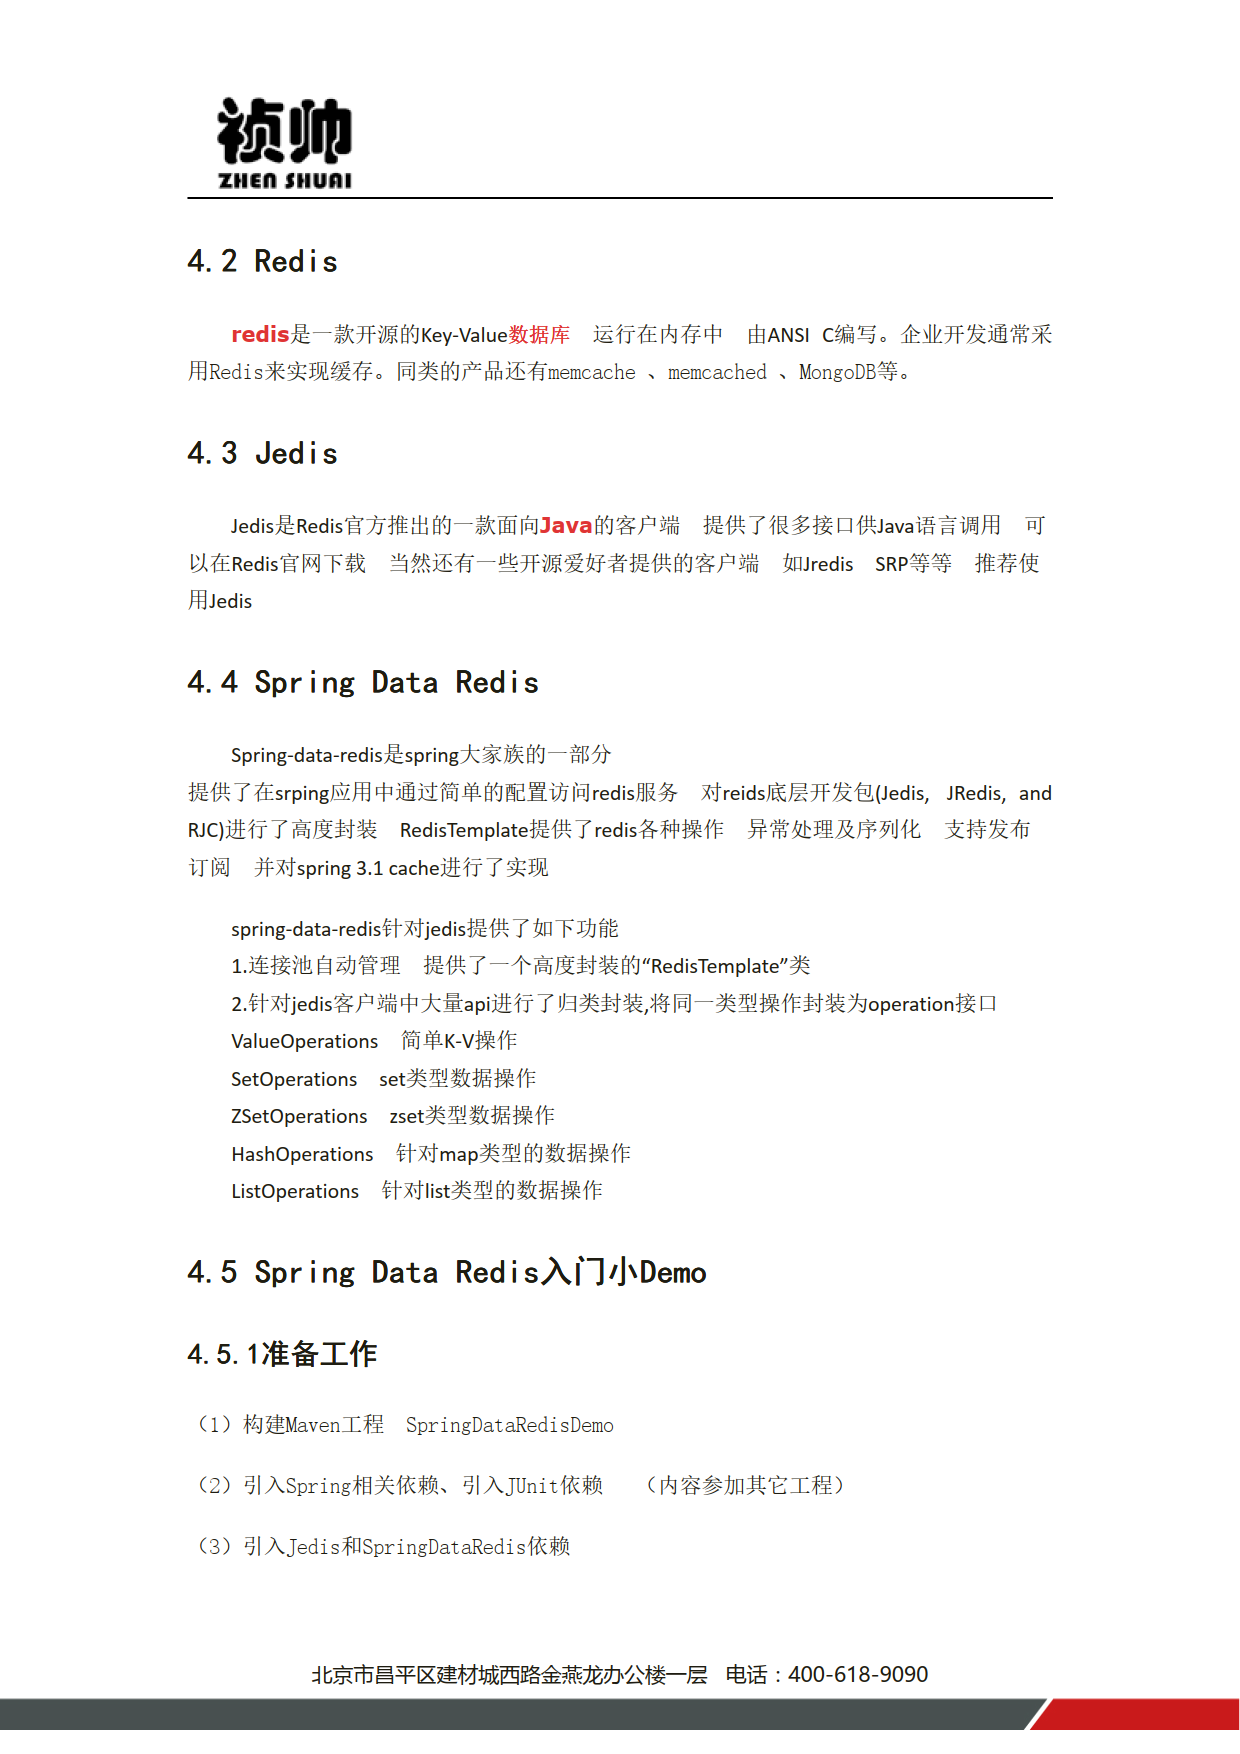 祯帅
ZHEN SHUAI
4.2 Redis
redis是一款开源的Key-Value数据库 运行在内存中 由ANSI C编写。企业开发通常采
用Redis来实现缓存。同类的产品还有memcache 、memcached 、MongoDB等。
4.3 Jedis
Jedis是Redis官方推出的一款面向Java的客户端 提供了很多接口供Java语言调用 可
以在Redis官网下载 当然还有一些开源爱好者提供的客户端 如Jredis SRP等等 推荐使
用Jedis
4.4 Spring Data Redis
Spring-data-redis是spring大家族的一部分
提供了在srping应用中通过简单的配置访问redis服务 对reids底层开发包(Jedis, JRedis, and
RJC)进行了高度封装 RedisTemplate提供了redis各种操作 异常处理及序列化 支持发布
订阅 并对spring 3.1 cache进行了实现
spring-data-redis针对jedis提供了如下功能
1.连接池自动管理 提供了一个高度封装的“RedisTemplate”类
2.针对jedis客户端中大量api进行了归类封装,将同一类型操作封装为operation接口
ValueOperations 简单K-V操作
SetOperations set类型数据操作
ZSetOperations zset类型数据操作
HashOperations 针对map类型的数据操作
ListOperations 针对list类型的数据操作
4.5 Spring Data Redis入门小Demo
4.5.1准备工作
（1）构建Maven工程 SpringDataRedisDemo
（2）引入Spring相关依赖、引入JUnit依赖 （内容参加其它工程）
（3）引入Jedis和SpringDataRedis依赖
北京市昌平区建材城西路金燕龙办公楼一层 电话：400-618-9090